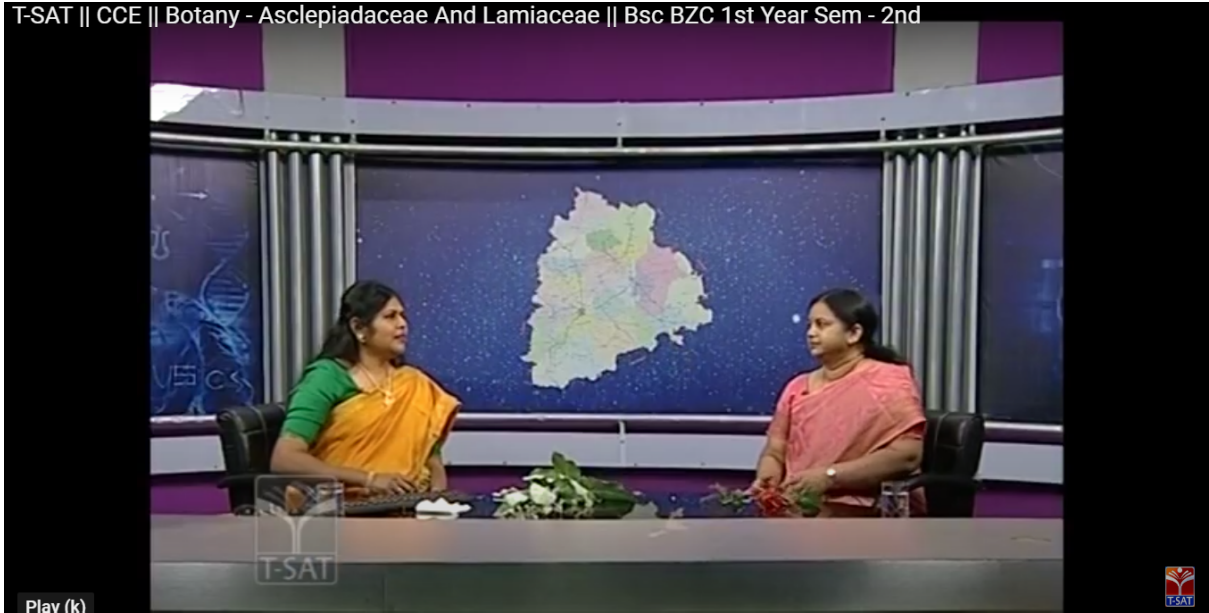 T-SAT || CCE || Botany - Asclepiadaceae And Lamiaceae || Bsc BZC 1st Year Sem - 2nd
T-SAT
T-SAT
Play (k)